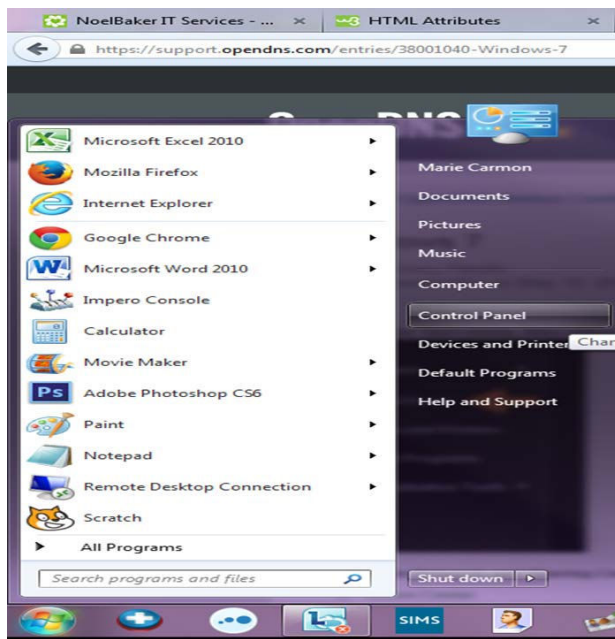 NoelBaker IT Services - ... ×
HTML Attributes ×
https://support.opendns.com/entries/38001040-Windows-7
DNS
Microsoft Excel 2010
Mozilla Firefox
Internet Explorer
Google Chrome
Microsoft Word 2010
Impero Console
Calculator
Movie Maker
Adobe Photoshop CS6
Paint
Notepad
Remote Desktop Connection
Scratch
All Programs
Search programs and files
Marie Carmon
Documents
Pictures
Music
Computer
Control Panel
Devices and Printer
Char
Default Programs
Help and Support
Shut down
Ps
SIMS